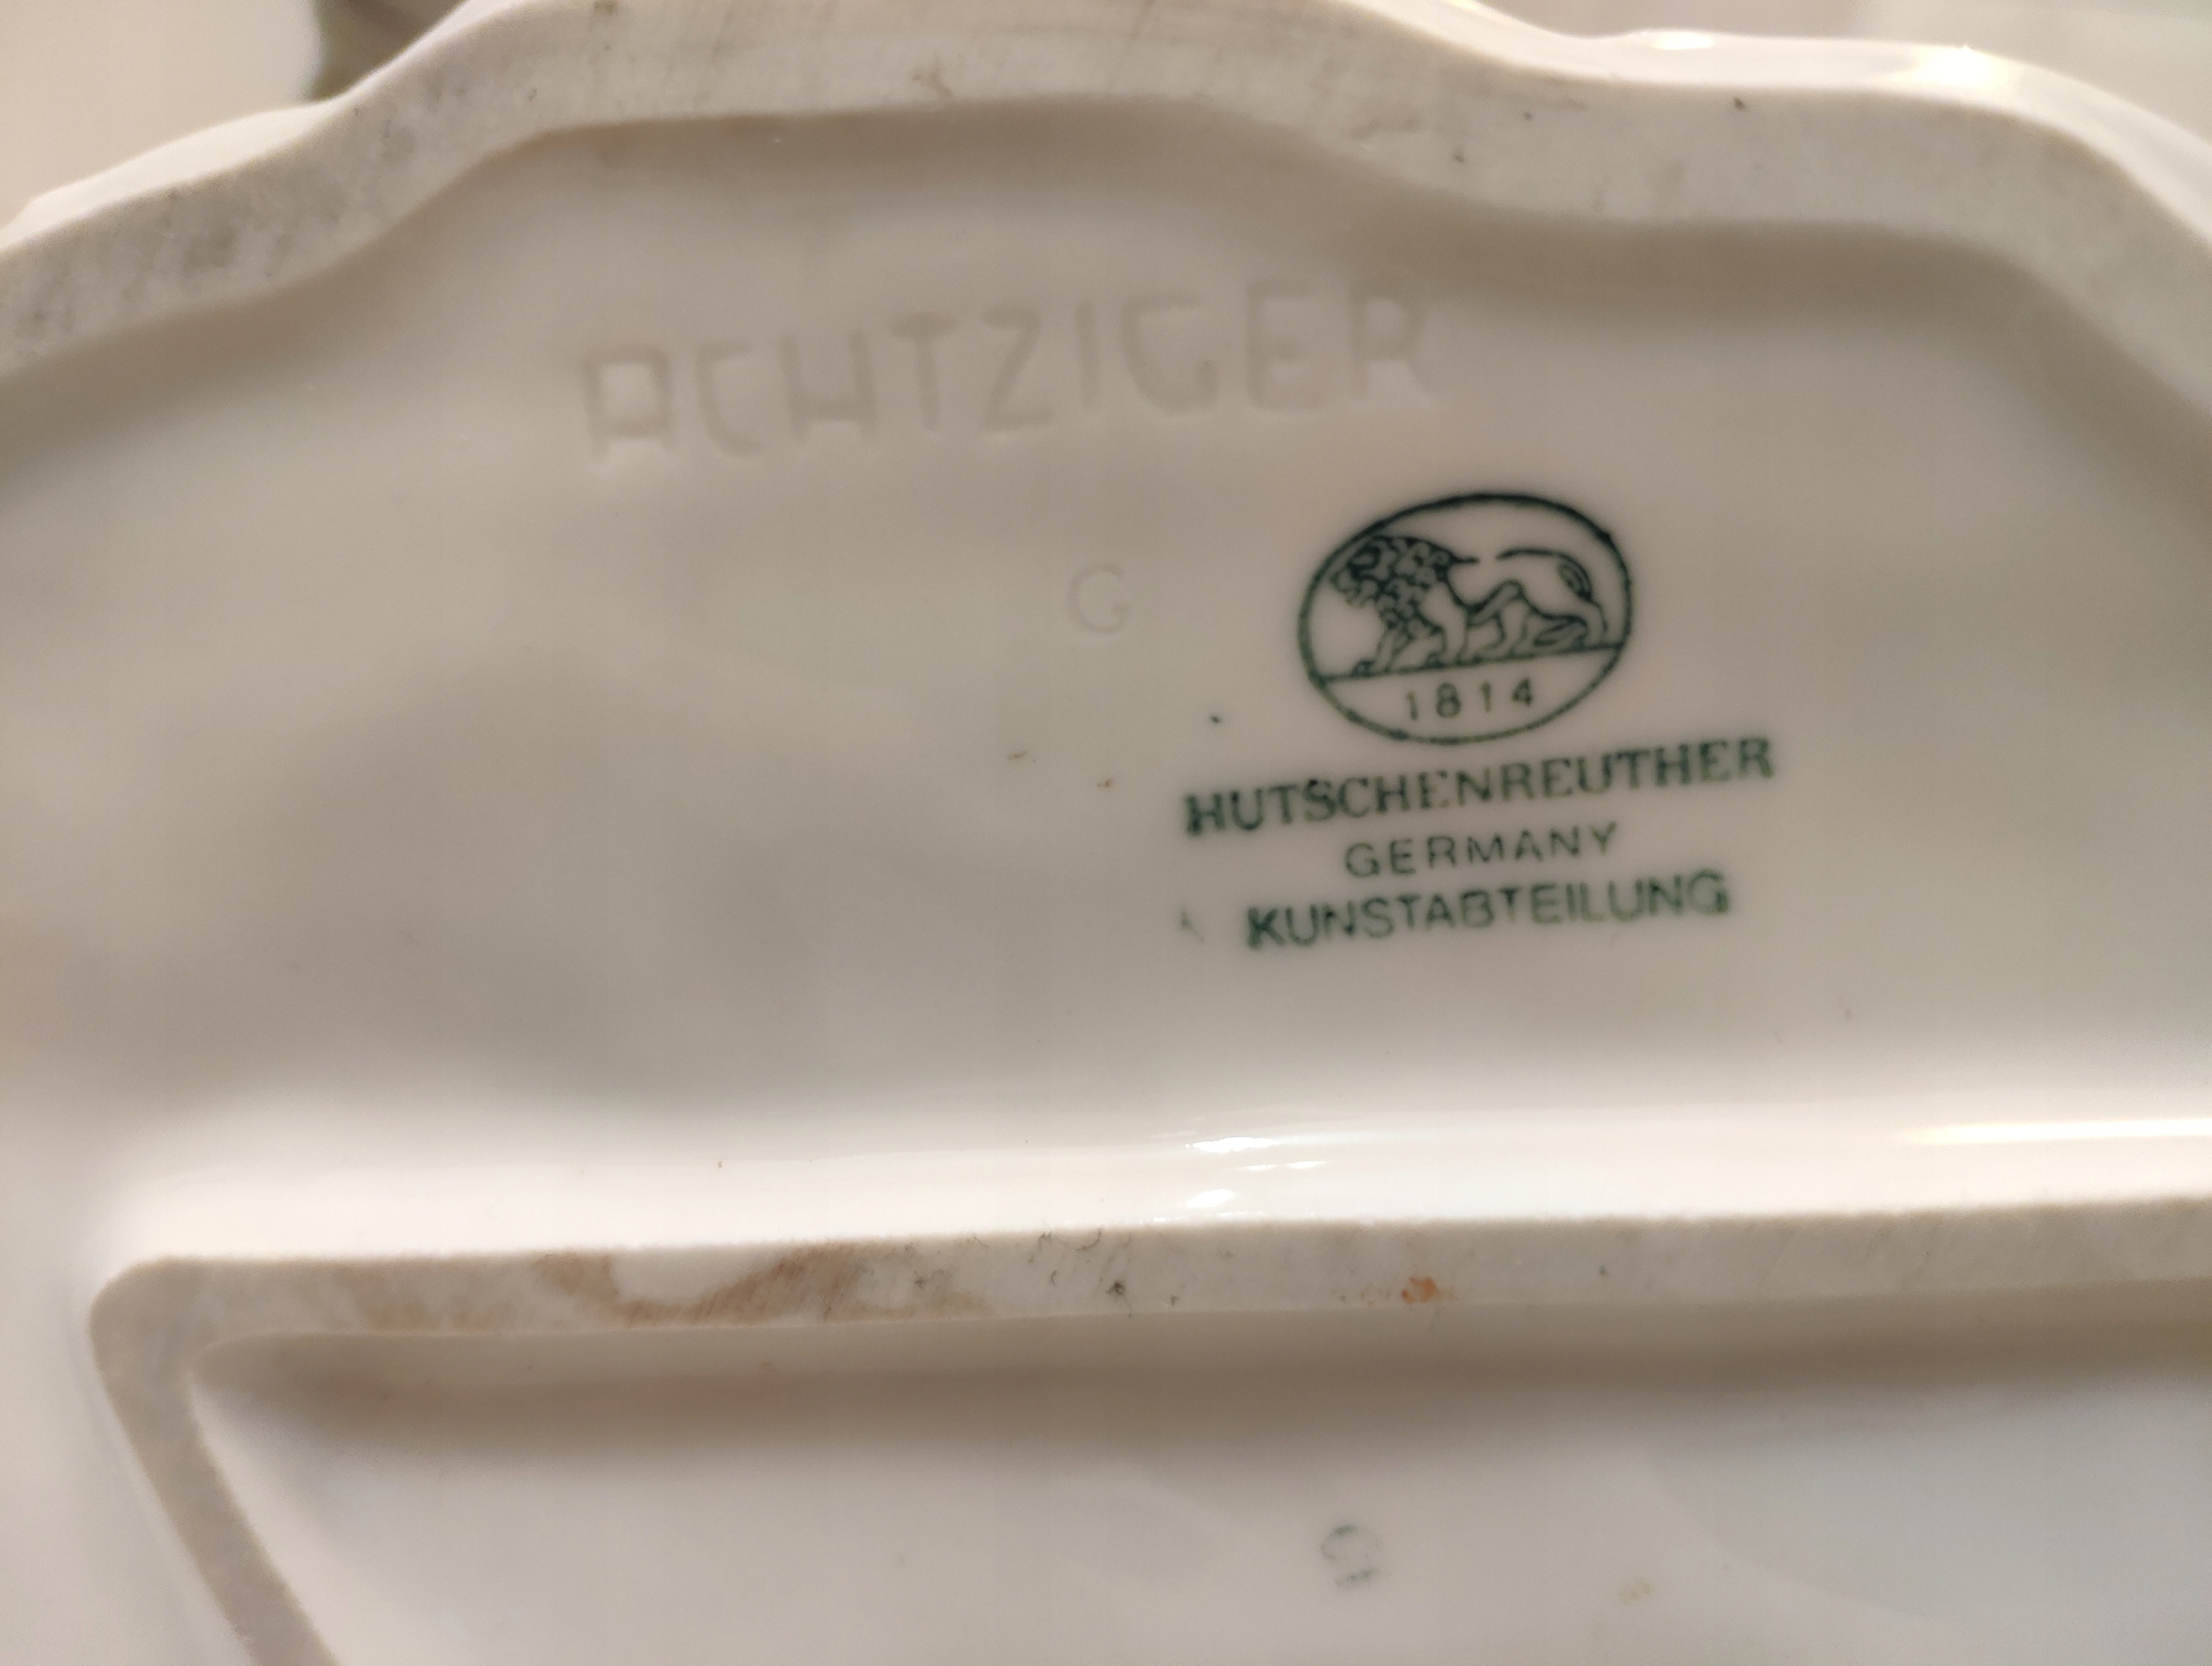 ACHTZIGER
G
1814
HUTSCHENREUTHER
GERMANY
KUNSTABTEILUNG